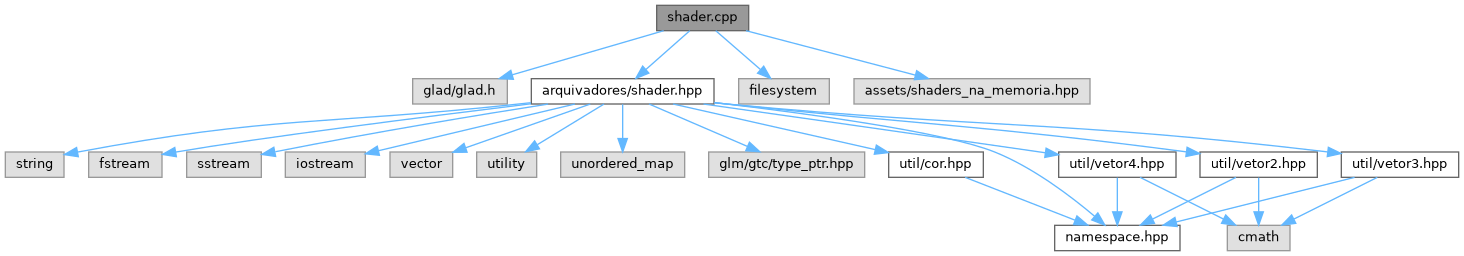 shader.cpp
glad/glad.h
arquivadores/shader.hpp
filesystem
assets/shaders_na_memoria.hpp
string
fstream
sstream
iostream
vector
utility
unordered_map
glm/gtc/type_ptr.hpp
util/cor.hpp
util/vetor4.hpp
util/vetor2.hpp
util/vetor3.hpp
namespace.hpp
cmath